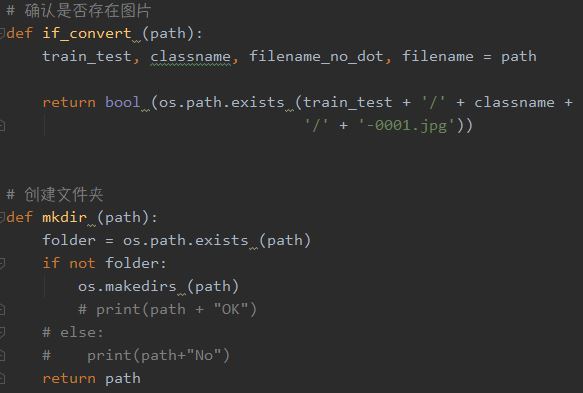 # 确认是否存在图片
def if_convert (path):
    train_test, classname, filename_no_dot, filename = path

    return bool (os.path.exists (train_test + '/' + classname +
                                 '/' + '-0001.jpg'))


# 创建文件夹
def mkdir (path):
    folder = os.path.exists (path)
    if not folder:
        os.makedirs (path)
        # print(path + "OK")
    # else:
    #    print(path+"No")
    return path